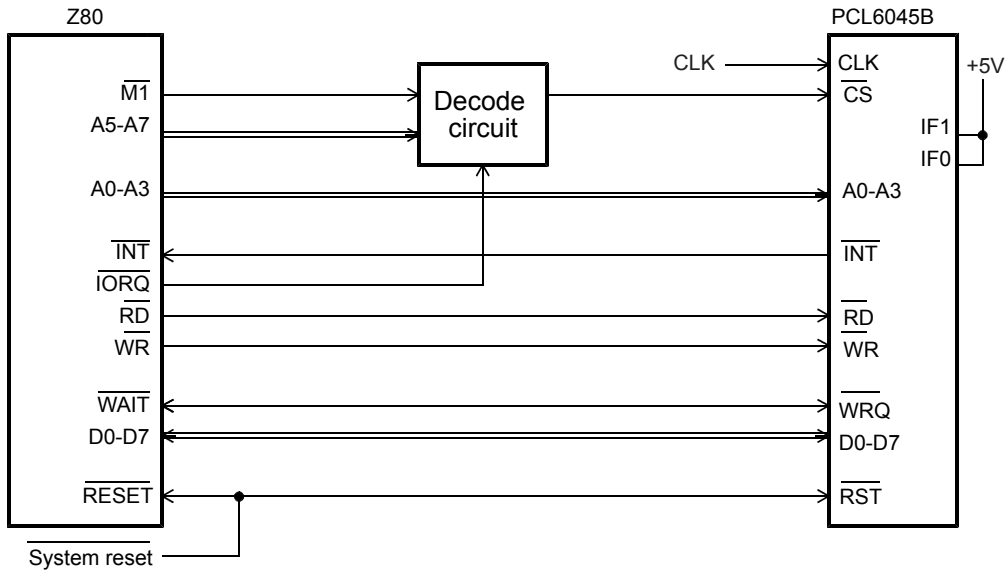 Z80
PCL6045B
CLK
CLK
+5V
M1
Decode
circuit
CS
A5-A7
IF1
IF0
A0-A3
A0-A3
INT
INT
IORQ
RD
RD
WR
WR
WAIT
WRQ
D0-D7
D0-D7
RESET
RST
System reset